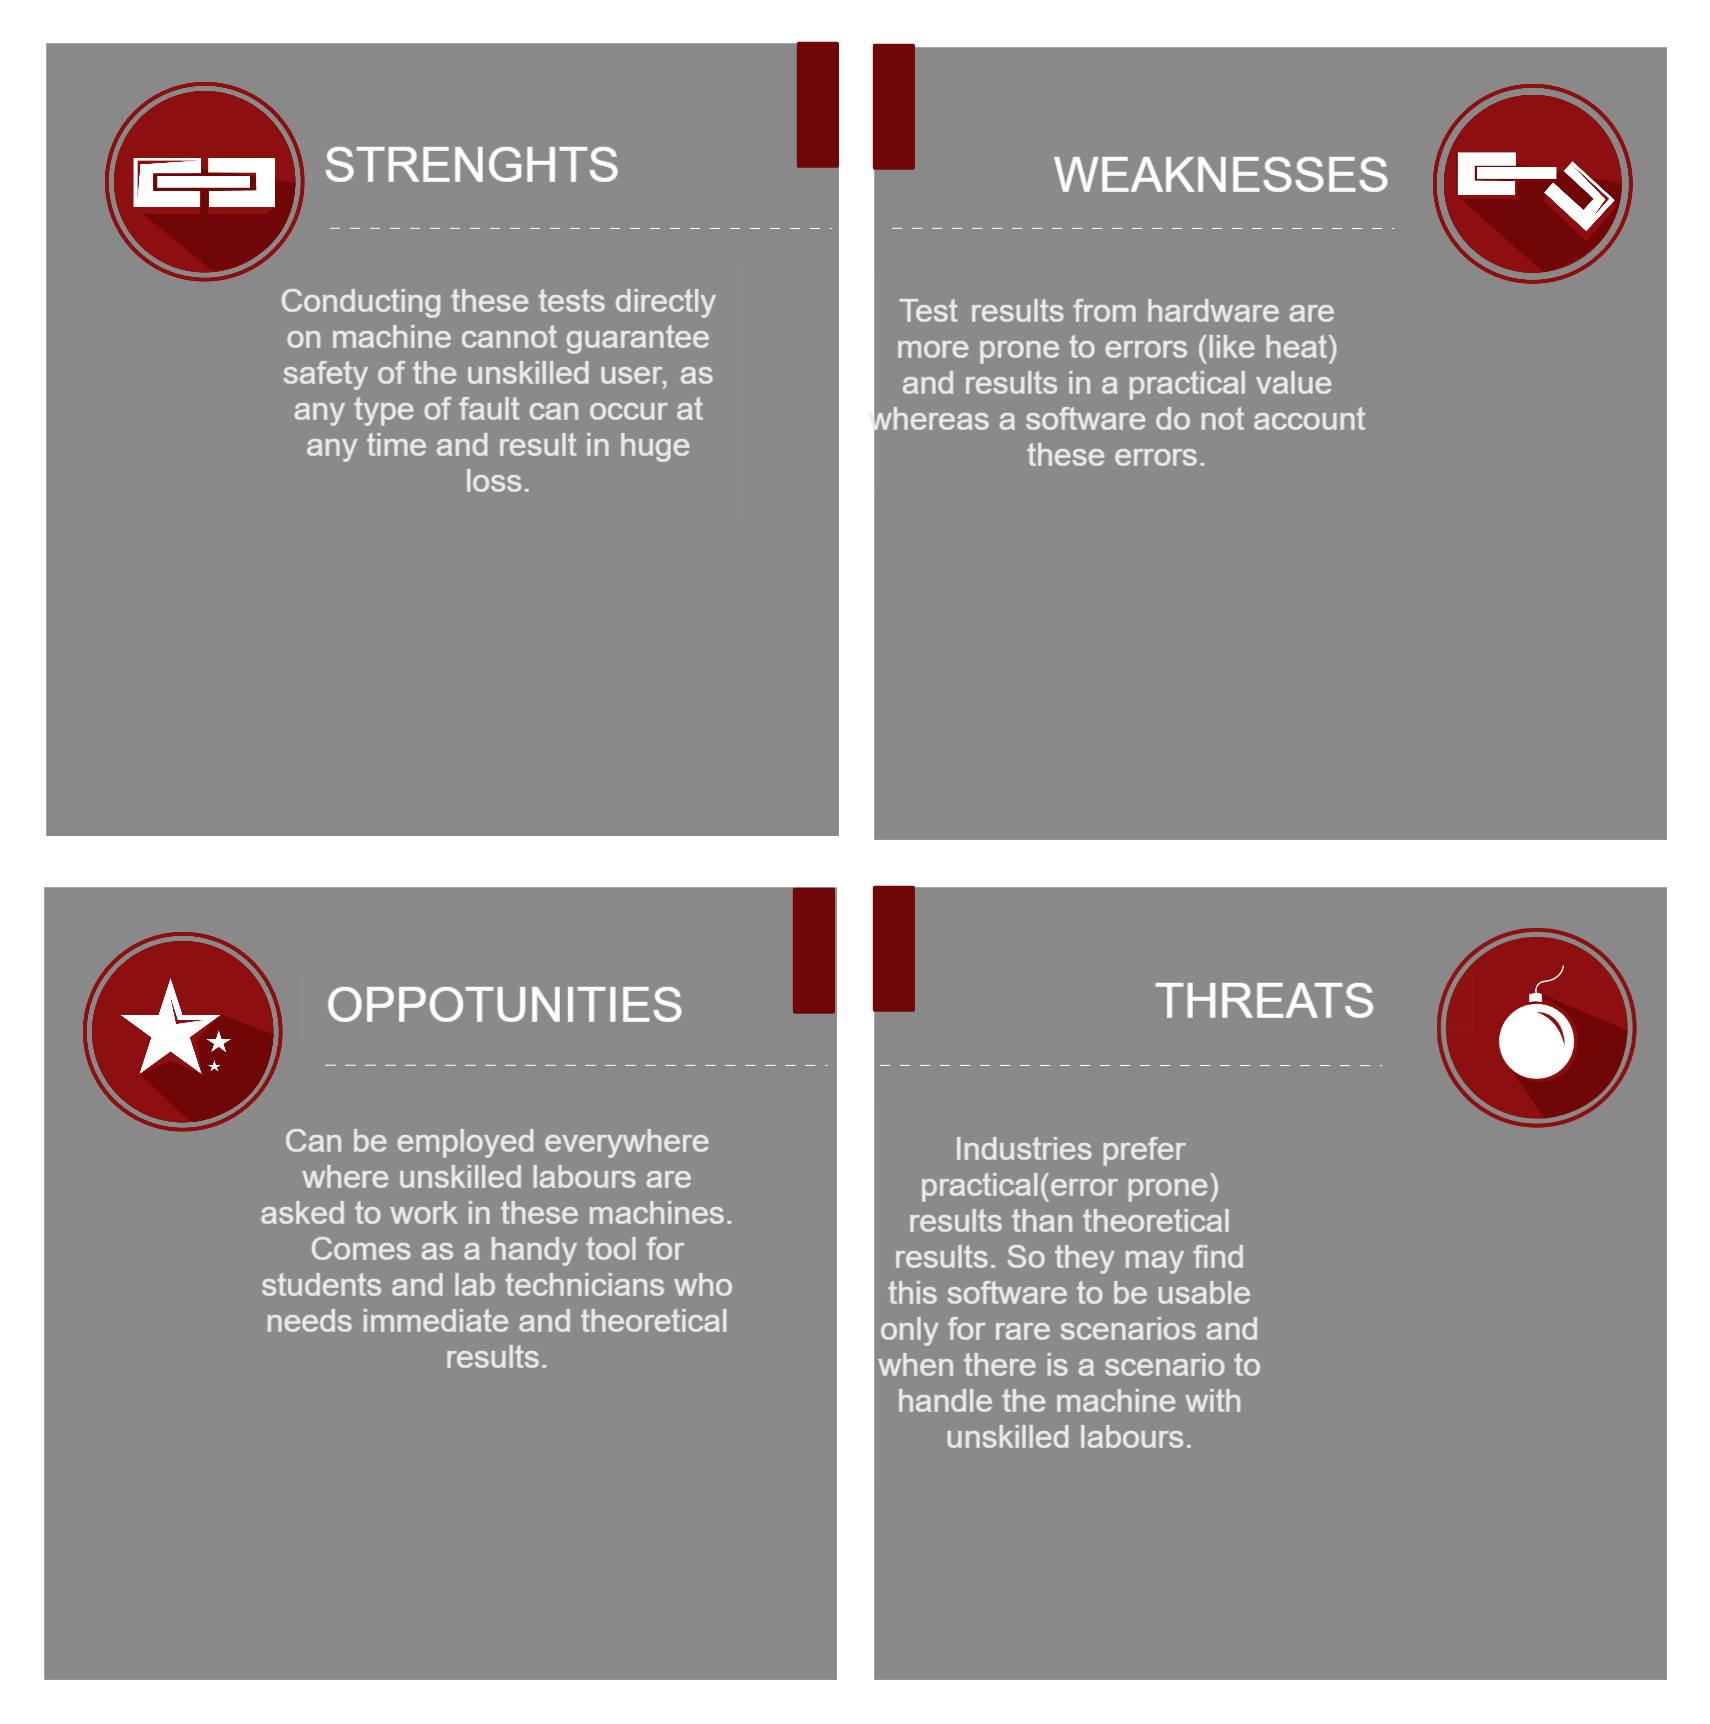 STRENGHTS
Conducting these tests directly
on machine cannot guarantee
safety of the unskilled user, as
any type of fault can occur at
any time and result in huge
loss.
WEAKNESSES
Test results from hardware are
more prone to errors (like heat)
and results in a practical value
whereas a software do not account
these errors.
OPPOTUNITIES
Can be employed everywhere
where unskilled labours are
asked to work in these machines.
Comes as a handy tool for
students and lab technicians who
needs immediate and theoretical
results.
THREATS
Industries prefer
practical(error prone)
results than theoretical
results. So they may find
this software to be usable
only for rare scenarios and
when there is a scenario to
handle the machine with
unskilled labours.